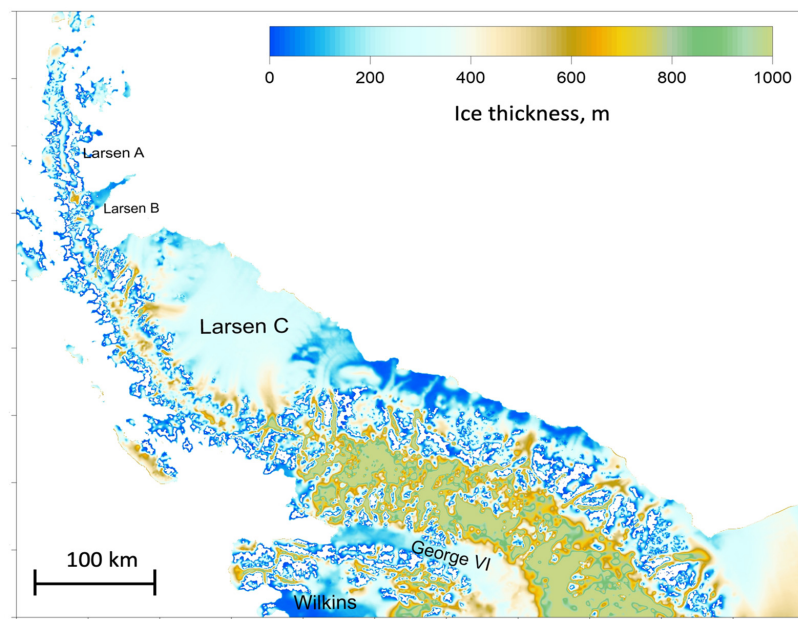 0 200 400 600 800 1000
Ice thickness, m
Larsen A
Larsen B
Larsen C
George VI
100 km
Wilkins